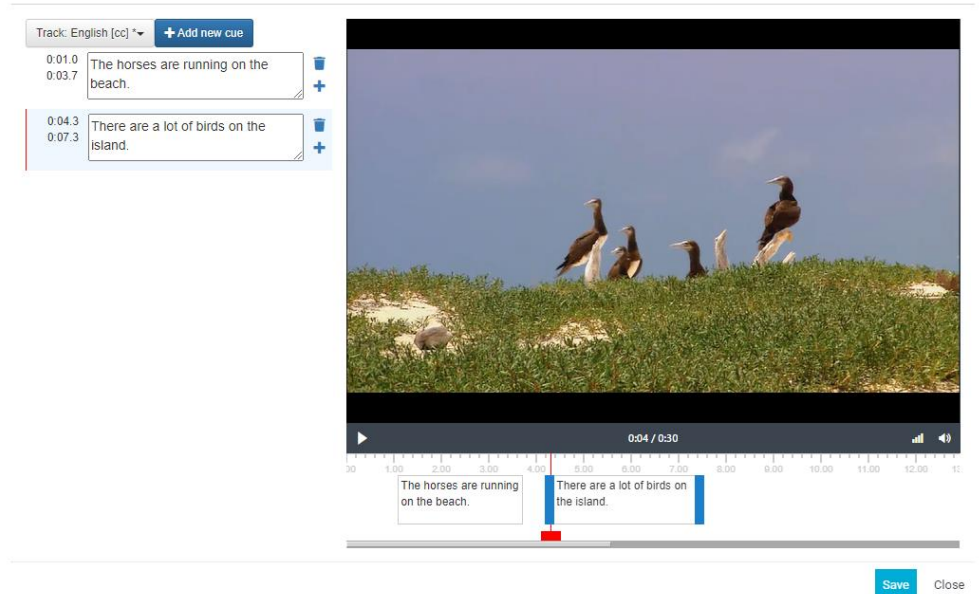 Track: English [cc] *
Add new cue
0:01.0
0:03.7
The horses are running on the
beach.
0:04.3
0:07.3
There are a lot of birds on the
island.
0:04 / 0:30
00 1.00 2.00 3.00 4.00 5.00 6.00 7.00 8.00 9.00 10.00 11.00 12.00
The horses are running
on the beach.
There are a lot of birds on
the island.
Save Close